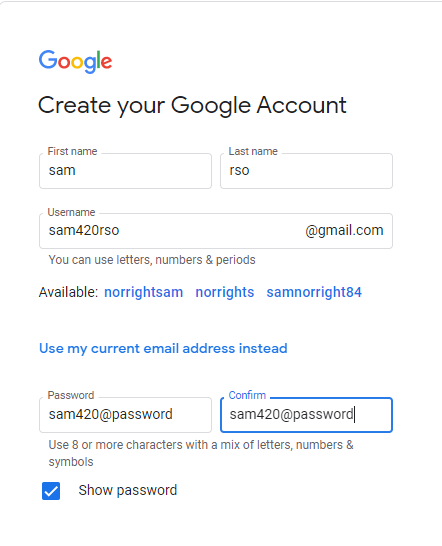 Google
Create your Google Account
First name
Last name
sam
rso
Username
sam420rso
@gmail.com
You can use letters, numbers & periods
Available: norrightsam norrights samnorright84
Use my current email address instead
Password
Confirm
sam420@password
sam420@password
Use 8 or more characters with a mix of letters, numbers &
symbols
Show password